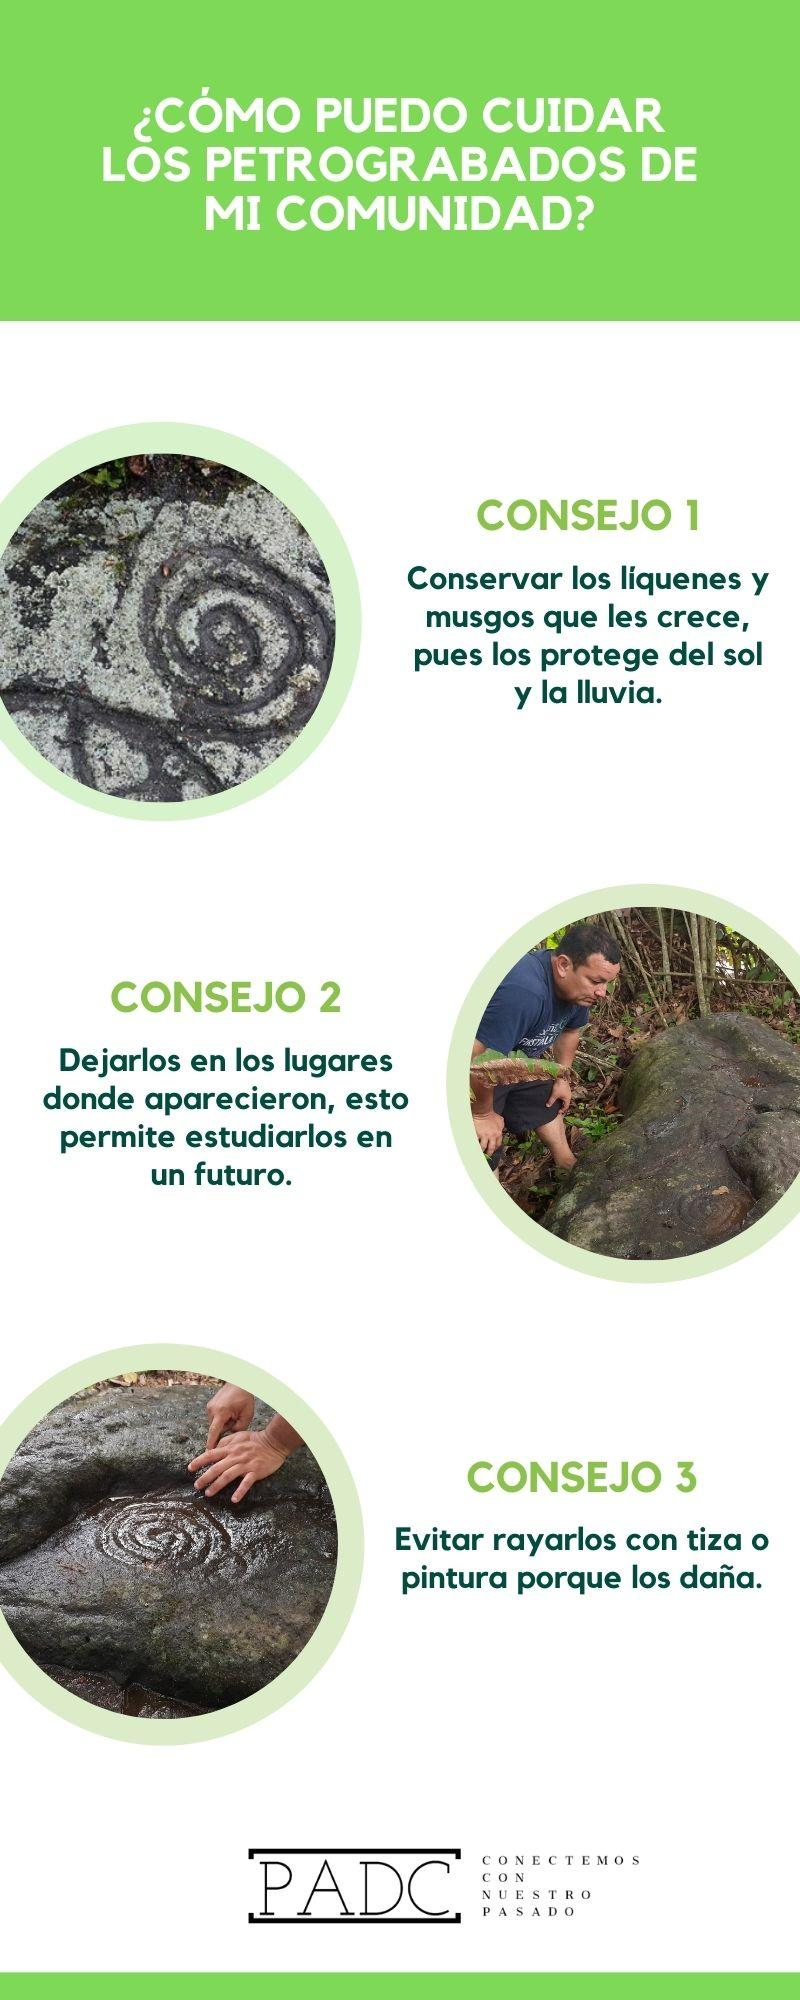 ¿CÓMO PUEDO CUIDAR
LOS PETROGRABADOS DE
MI COMUNIDAD?
CONSEJO 1
Conservar los líquenes y
musgos que les crece,
pues los protege del sol
y la lluvia.
CONSEJO 2
Dejarlos en los lugares
donde aparecieron, esto
permite estudiarlos en
un futuro.
CONSEJO 3
Evitar rayarlos con tiza o
pintura porque los daña.
PADC
CONECTEMOS
CON
NUESTRO
PASADO